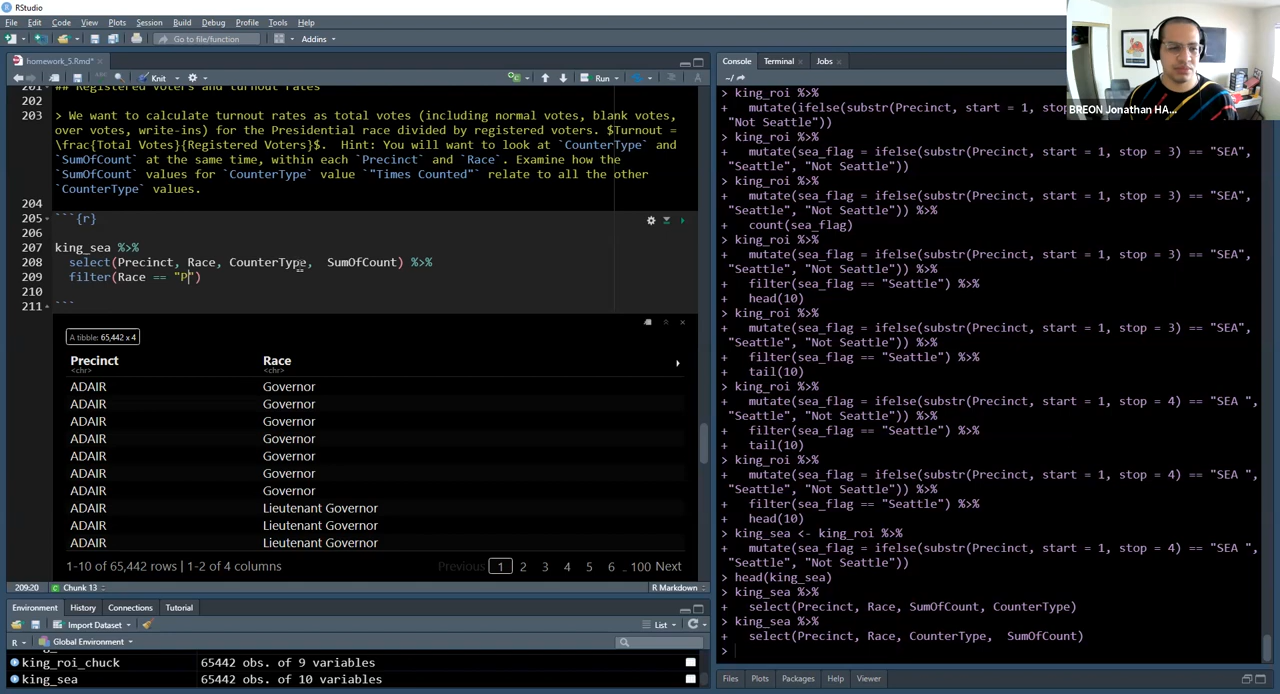 RStudio
File Edit Code View Plots Session Build Debug Profile Tools Help
Go to file/function Addins
homework_5.Rmd*
Knit Run
201 ## Registered voters and turnout rates
202
203 > We want to calculate turnout rates as total votes (including normal votes, blank votes,
over votes, write-ins) for the Presidential race divided by registered voters. $Turnout =
\frac{Total Votes}{Registered Voters}$. Hint: You will want to look at `CounterType` and
`SumOfCount` at the same time, within each `Precinct` and `Race`. Examine how the
`SumOfCount` values for `CounterType` value `"Times Counted"` relate to all the other
`CounterType` values.
204
205 ```{r}
206
207 king_sea %>%
208 select(Precinct, Race, CounterType, SumOfCount) %>%
209 filter(Race == "P")
210
211 ```
A tibble: 65,442 x 4
Precinct Race
<chr> <chr>
ADAIR Governor
ADAIR Governor
ADAIR Governor
ADAIR Governor
ADAIR Governor
ADAIR Governor
ADAIR Governor
ADAIR Lieutenant Governor
ADAIR Lieutenant Governor
ADAIR Lieutenant Governor
1-10 of 65,442 rows | 1-2 of 4 columns Previous 1 2 3 4 5 6 .. 100 Next
209:20 Chunk 13 R Markdown
Environment History Connections Tutorial
Import Dataset List
R Global Environment
king_roi_chuck 65442 obs. of 9 variables
king_sea 65442 obs. of 10 variables
Console Terminal Jobs
~/
> king_roi %>%
+ mutate(ifelse(substr(Precinct, start = 1, stop
"Not Seattle"))
> king_roi %>%
+ mutate(sea_flag = ifelse(substr(Precinct, start = 1, stop = 3) == "SEA",
"Seattle", "Not Seattle"))
> king_roi %>%
+ mutate(sea_flag = ifelse(substr(Precinct, start = 1, stop = 3) == "SEA",
"Seattle", "Not Seattle")) %>%
+ count(sea_flag)
> king_roi %>%
+ mutate(sea_flag = ifelse(substr(Precinct, start = 1, stop = 3) == "SEA",
"Seattle", "Not Seattle")) %>%
+ filter(sea_flag == "Seattle") %>%
+ head(10)
> king_roi %>%
+ mutate(sea_flag = ifelse(substr(Precinct, start = 1, stop = 3) == "SEA",
"Seattle", "Not Seattle")) %>%
+ filter(sea_flag == "Seattle") %>%
+ tail(10)
> king_roi %>%
+ mutate(sea_flag = ifelse(substr(Precinct, start = 1, stop = 4) == "SEA ",
"Seattle", "Not Seattle")) %>%
+ filter(sea_flag == "Seattle") %>%
+ tail(10)
> king_roi %>%
+ mutate(sea_flag = ifelse(substr(Precinct, start = 1, stop = 4) == "SEA ",
"Seattle", "Not Seattle")) %>%
+ filter(sea_flag == "Seattle") %>%
+ head(10)
> king_sea <- king_roi %>%
+ mutate(sea_flag = ifelse(substr(Precinct, start = 1, stop = 4) == "SEA ",
"Seattle", "Not Seattle"))
> head(king_sea)
> king_sea %>%
+ select(Precinct, Race, SumOfCount, CounterType)
> king_sea %>%
+ select(Precinct, Race, CounterType, SumOfCount)
>
Files Plots Packages Help Viewer
BREON Jonathan HA...